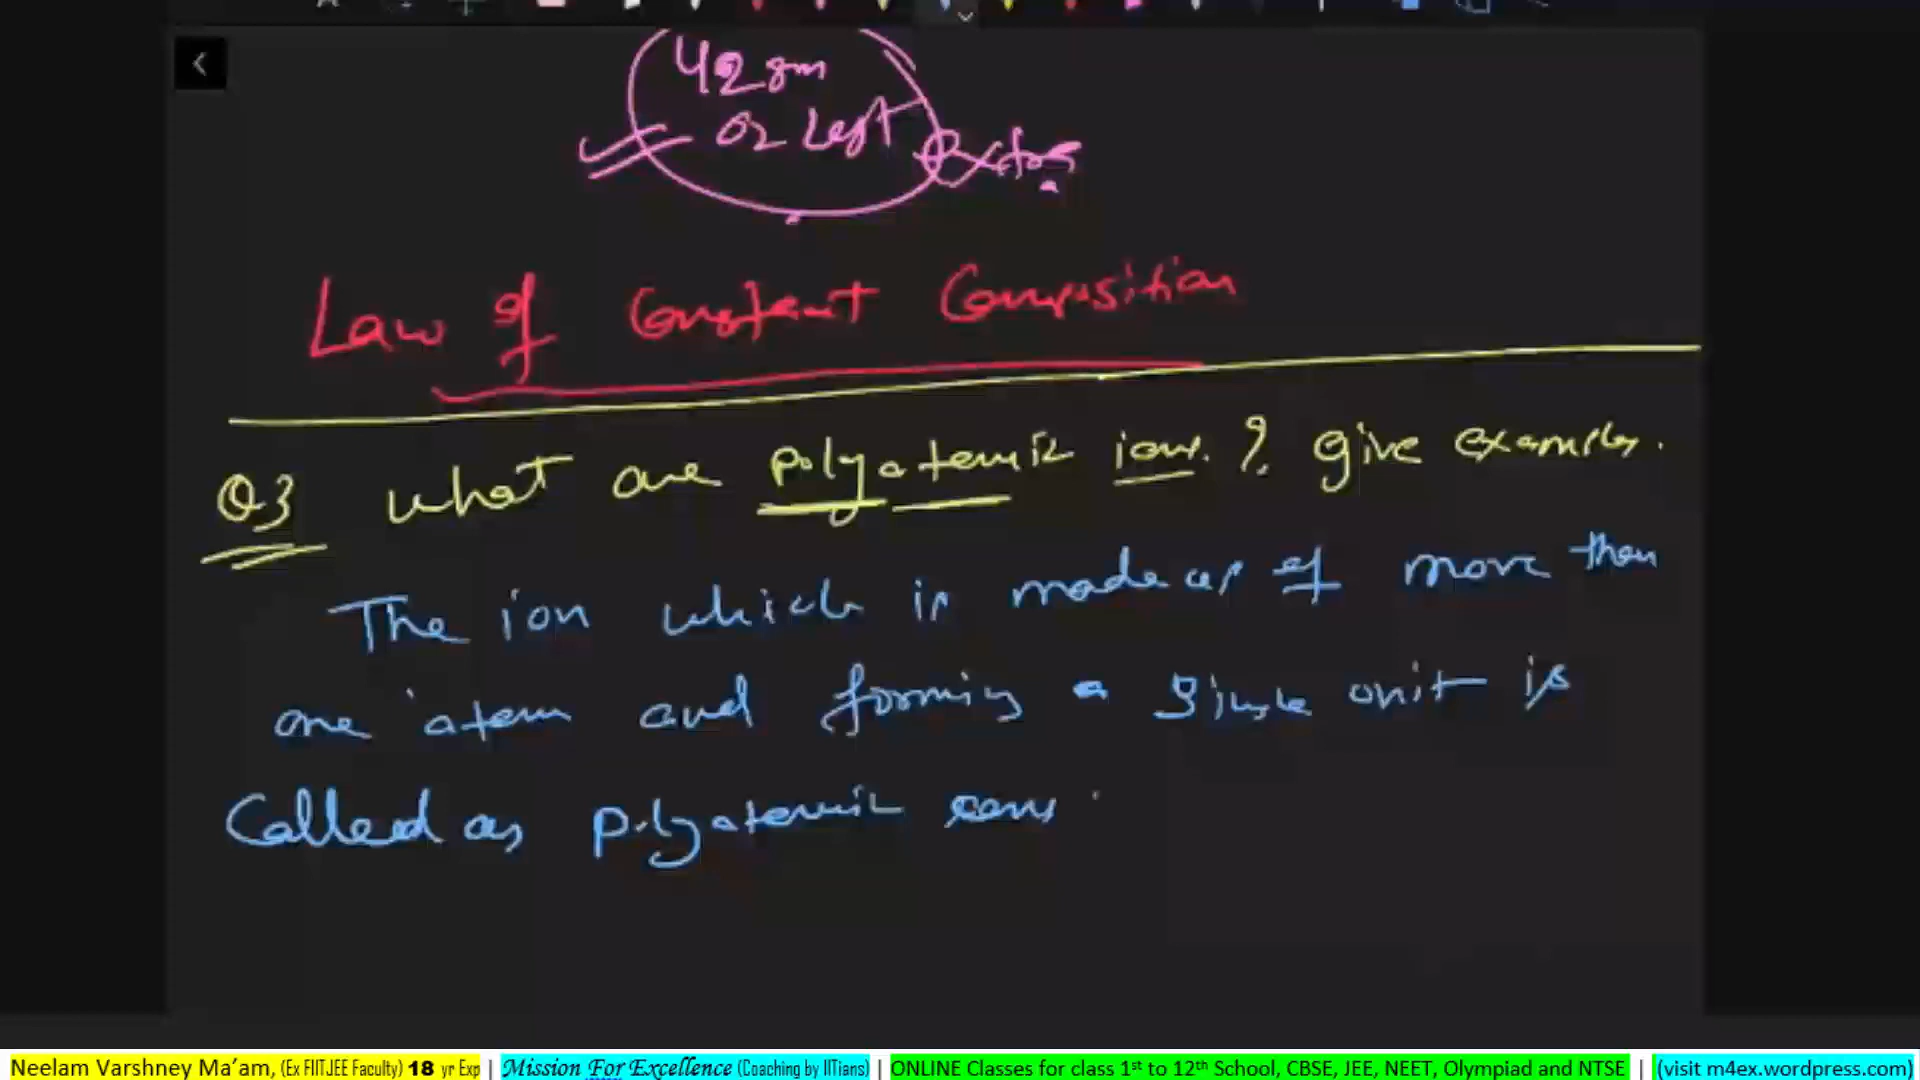 42 gm
O2 Left extra
Law of Constant Composition
Q3 What are polyatomic ions. ? give examples.
The ion which is made up of more than
one atom and forming a single unit is
Called as polyatomic ions
Neelam Varshney Ma'am, (Ex FIITJEE Faculty) 18 yr Exp | Mission For Excellence (Coaching by IITians) | ONLINE Classes for class 1st to 12th School, CBSE, JEE, NEET, Olympiad and NTSE | (visit m4ex.wordpress.com)